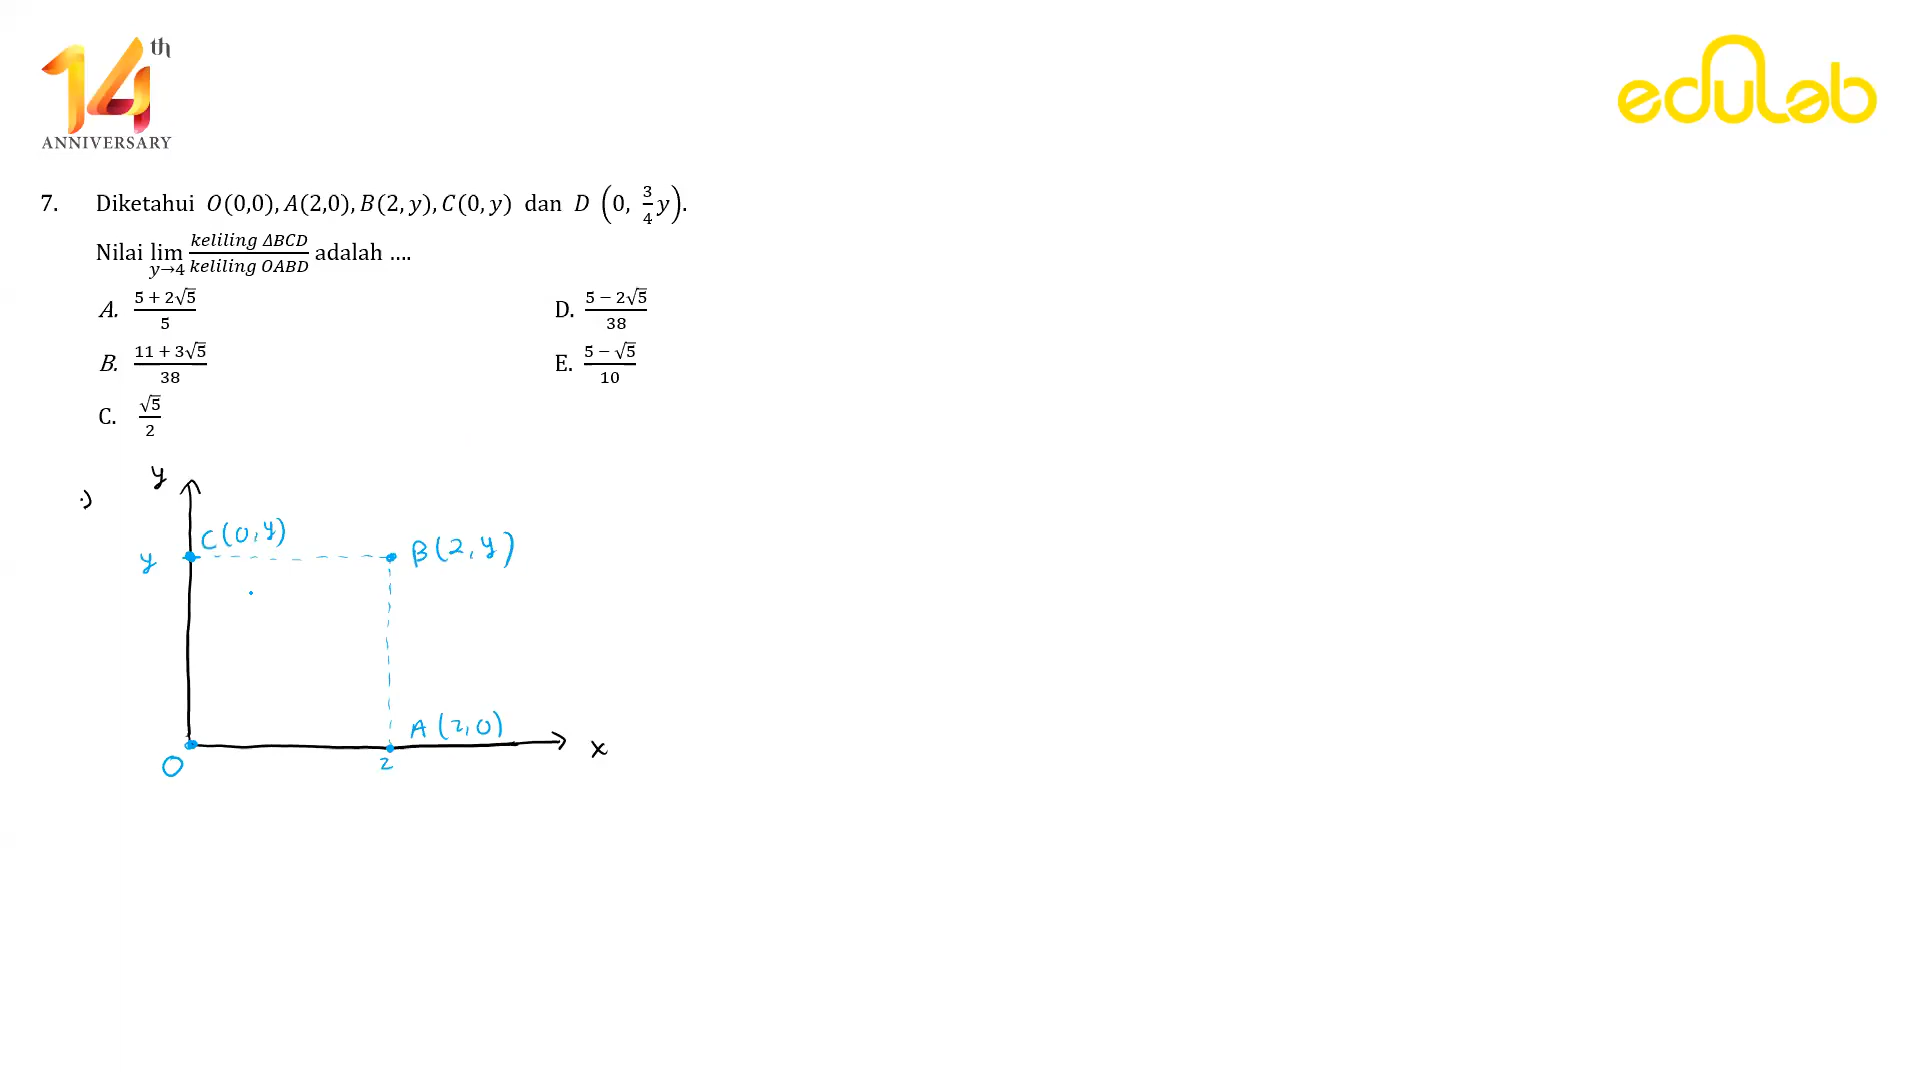 14th
ANNIVERSARY
edulab
7. Diketahui O(0,0), A(2,0), B(2, y), C(0, y) dan D (0, 3/4 y).
Nilai lim y→4 keliling ΔBCD / keliling OABD adalah ....
A. 5 + 2√5 / 5
D. 5 − 2√5 / 38
B. 11 + 3√5 / 38
E. 5 − √5 / 10
C. √5 / 2
y
C(0,y)
y
B(2,y)
A(2,0)
x
O
2